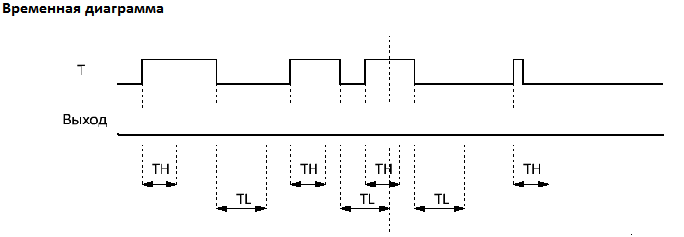 Временная диаграмма
T
Выход
TH TH TH TH
TL TL TL